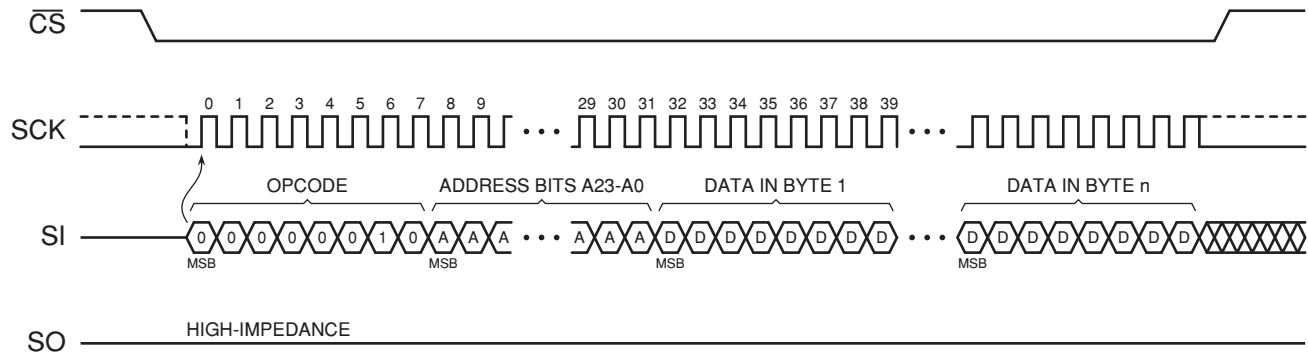 CS
SCK
0 1 2 3 4 5 6 7 8 9 29 30 31 32 33 34 35 36 37 38 39
OPCODE ADDRESS BITS A23-A0 DATA IN BYTE 1 DATA IN BYTE n
SI
0 0 0 0 0 0 1 0 A A A A A A D D D D D D D D D D D D D D D D
MSB MSB MSB MSB
HIGH-IMPEDANCE
SO